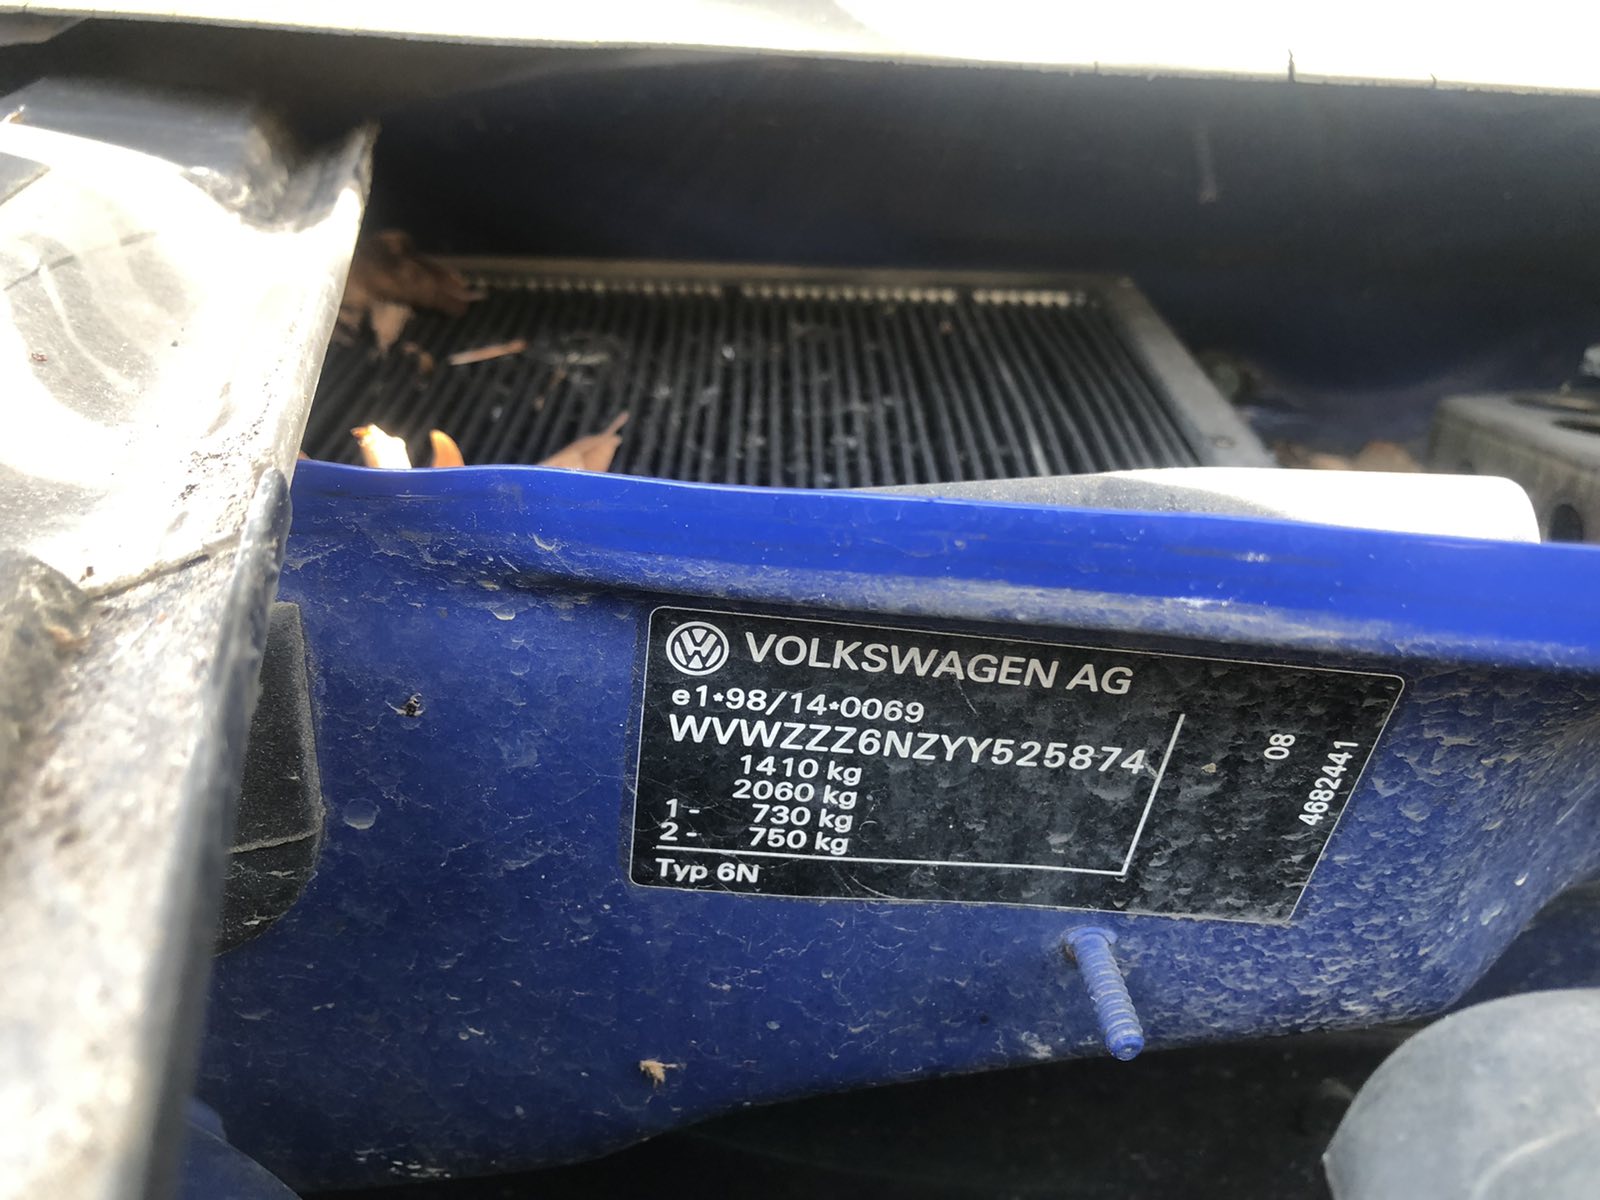 VOLKSWAGEN AG
e1*98/14*0069
WVWZZZ6NZYY525874
1410 kg
2060 kg
1- 730 kg
2- 750 kg
Typ 6N
08
4682441